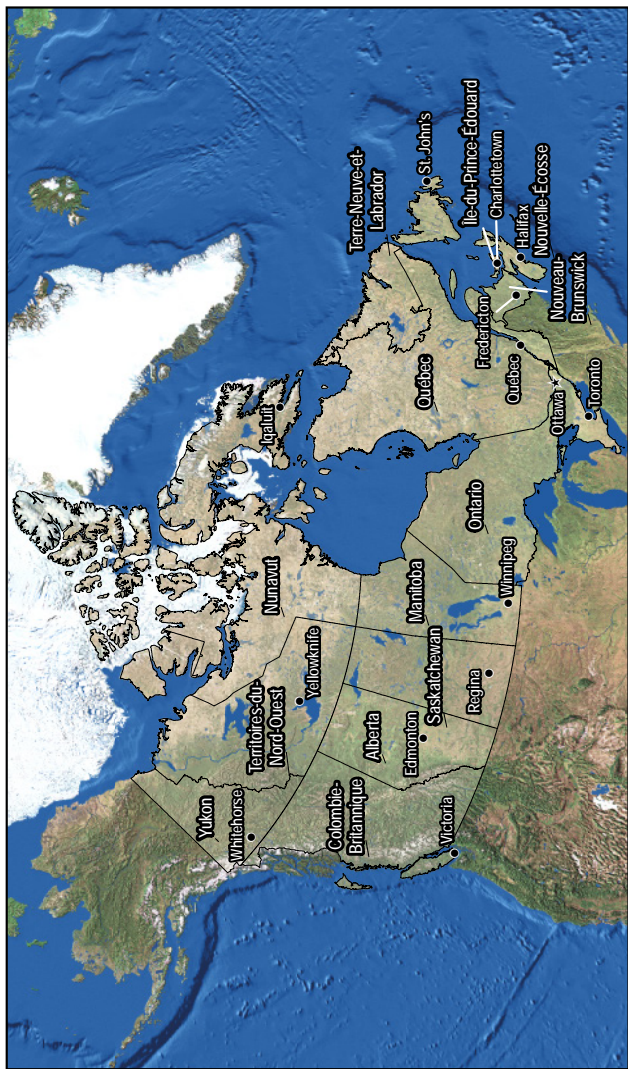 Yukon
Whitehorse
Territoires-du-
Nord-Ouest
Yellowknife
Nunavut
Iqaluit
Colombie-
Britannique
Victoria
Alberta
Edmonton
Saskatchewan
Regina
Manitoba
Winnipeg
Ontario
Toronto
Ottawa
Québec
Québec
Terre-Neuve-et-
Labrador
St. John's
Île-du-Prince-Édouard
Charlottetown
Halifax
Nouvelle-Écosse
Fredericton
Nouveau-
Brunswick